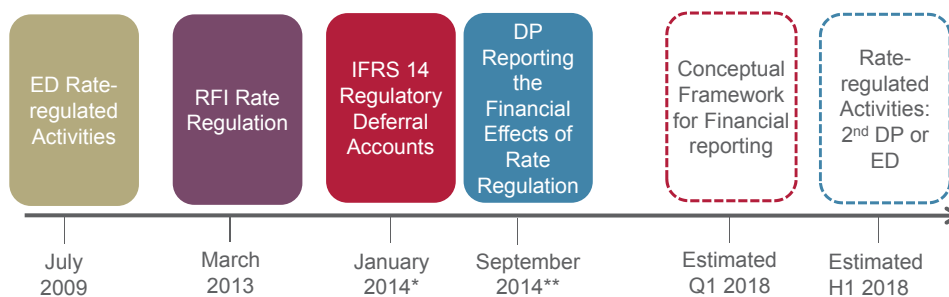 ED Rate-
regulated
Activities
RFI Rate
Regulation
IFRS 14
Regulatory
Deferral
Accounts
DP
Reporting
the
Financial
Effects of
Rate
Regulation
Conceptual
Framework
for Financial
reporting
Rate-
regulated
Activities:
2nd DP or
ED
July
2009
March
2013
January
2014*
September
2014**
Estimated
Q1 2018
Estimated
H1 2018